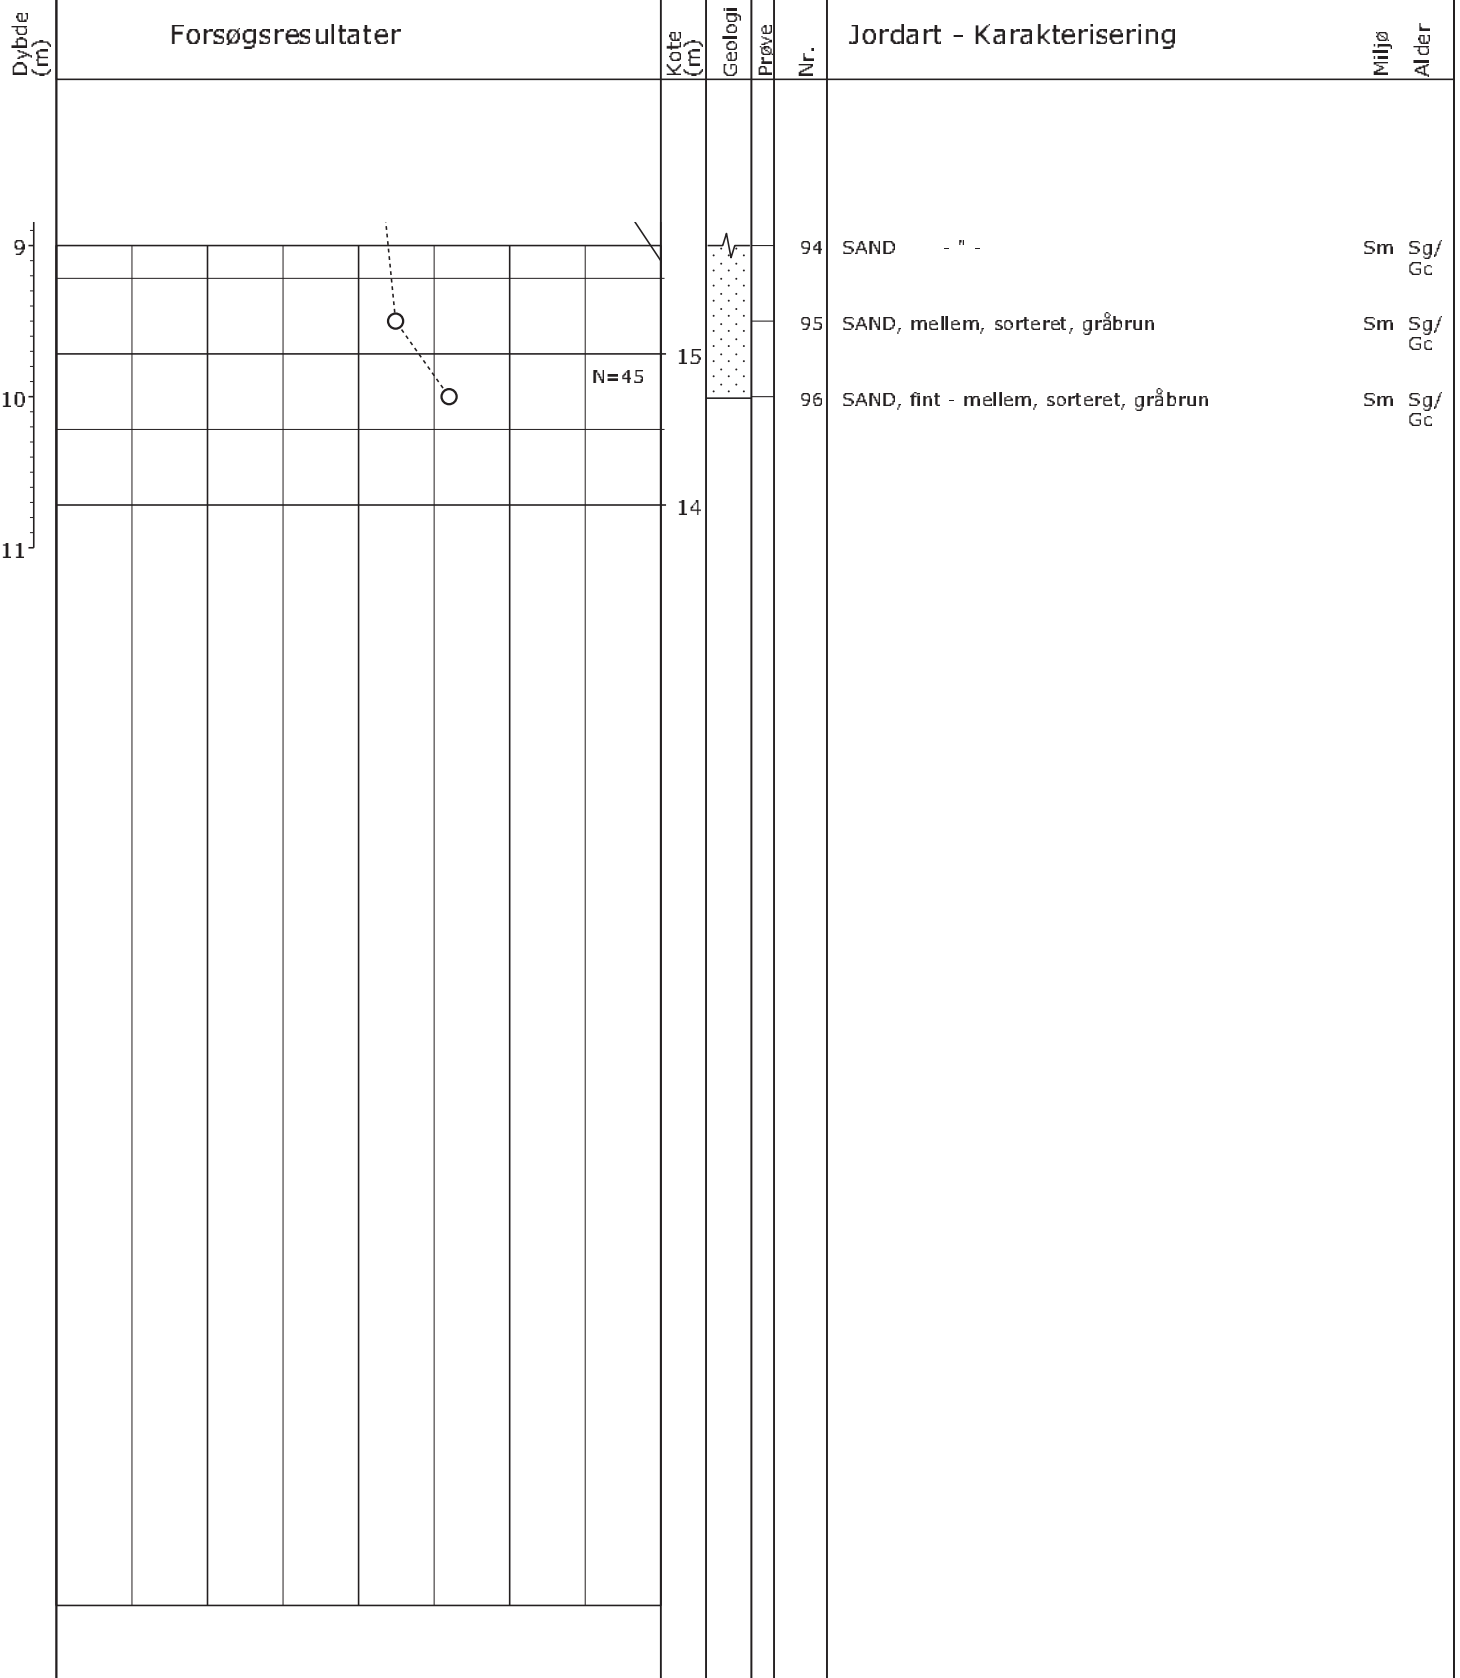 Dybde (m) Forsøgsresultater Kote (m) Geologi Prøve Nr. Jordart - Karakterisering Miljø Alder
9 94 SAND - " - Sm Sg/
Gc
95 SAND, mellem, sorteret, gråbrun Sm Sg/
Gc
15
N=45
10 96 SAND, fint - mellem, sorteret, gråbrun Sm Sg/
Gc
14
11